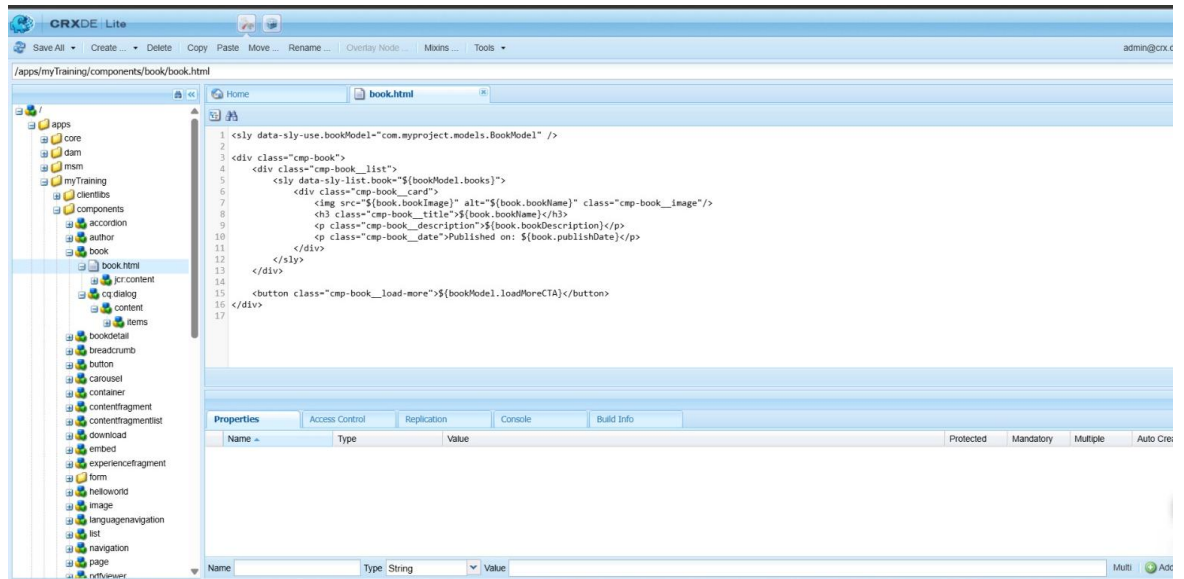 CRXDE Lite
Save All Create ... Delete Copy Paste Move ... Rename ... Overlay Node ... Mixins ... Tools
/apps/myTraining/components/book/book.html
/
apps
core
dam
msm
myTraining
clientlibs
components
accordion
author
book
book.html
jcr:content
cq:dialog
content
items
bookdetail
breadcrumb
button
carousel
container
contentfragment
contentfragmentlist
download
embed
experiencefragment
form
helloworld
image
languagenavigation
list
navigation
page
pdfviewer
Home book.html
1 <sly data-sly-use.bookModel="com.myproject.models.BookModel" />
2
3 <div class="cmp-book">
4     <div class="cmp-book__list">
5         <sly data-sly-list.book="${bookModel.books}">
6             <div class="cmp-book__card">
7                 <img src="${book.bookImage}" alt="${book.bookName}" class="cmp-book__image"/>
8                 <h3 class="cmp-book__title">${book.bookName}</h3>
9                 <p class="cmp-book__description">${book.bookDescription}</p>
10                 <p class="cmp-book__date">Published on: ${book.publishDate}</p>
11             </div>
12         </sly>
13     </div>
14
15     <button class="cmp-book__load-more">${bookModel.loadMoreCTA}</button>
16 </div>
17
Properties Access Control Replication Console Build Info
Name Type Value Protected Mandatory Multiple Auto Crea
Name Type String Value Multi Add